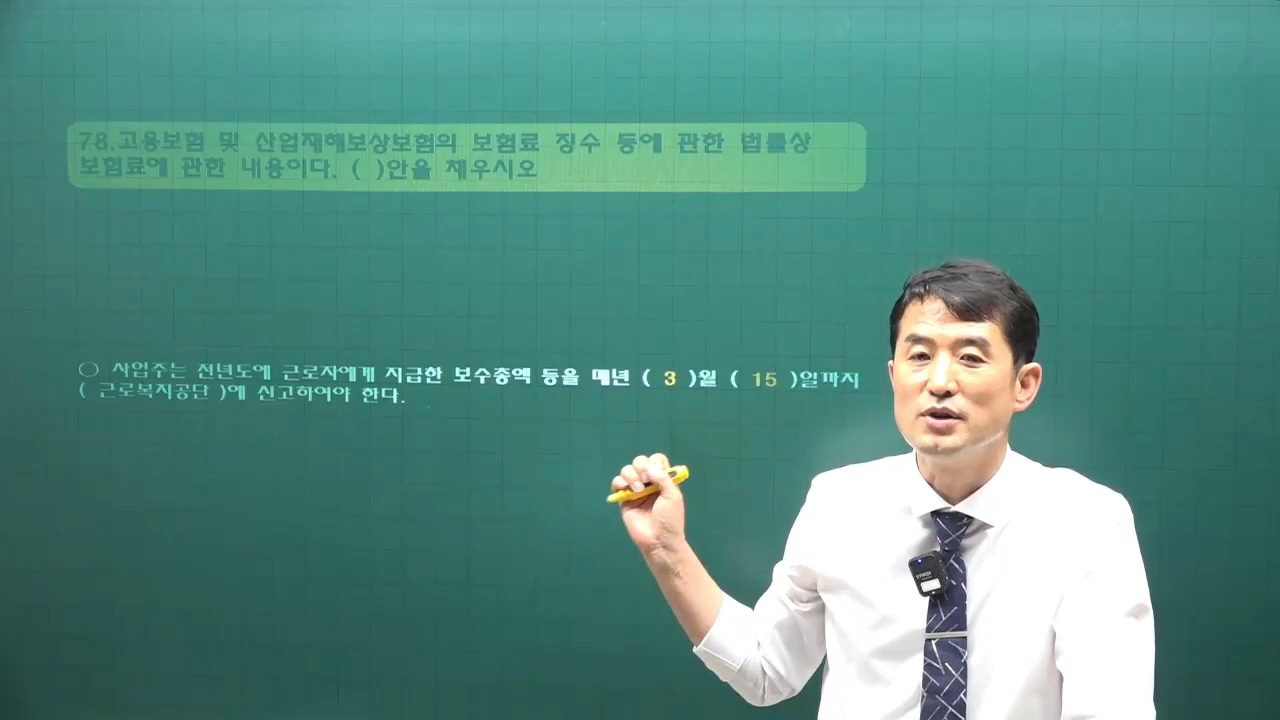 78.고용보험 및 산업재해보상보험의 보험료 징수 등에 관한 법률상
보험료에 관한 내용이다. ( )안을 채우시오
○ 사업주는 전년도에 근로자에게 지급한 보수총액 등을 매년 ( 3 )월 ( 15 )일까지
( 근로복지공단 )에 신고하여야 한다.